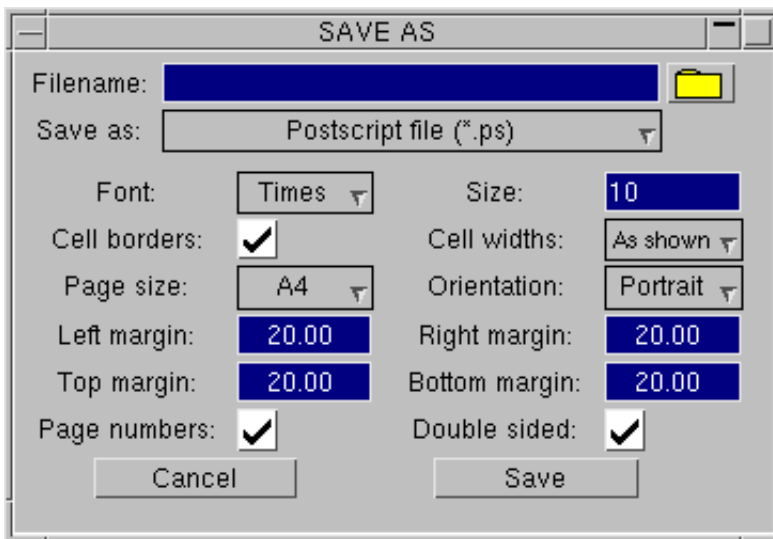 SAVE AS
Filename:
Save as: Postscript file (*.ps)
Font: Times Size: 10
Cell borders: Cell widths: As shown
Page size: A4 Orientation: Portrait
Left margin: 20.00 Right margin: 20.00
Top margin: 20.00 Bottom margin: 20.00
Page numbers: Double sided:
Cancel Save